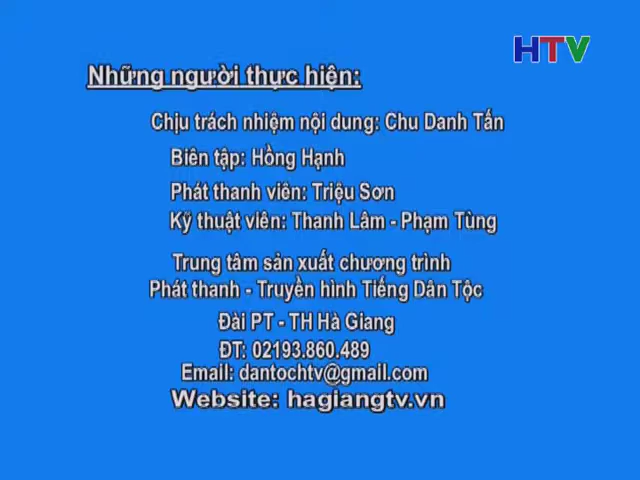 HTV
Những người thực hiện:
Chịu trách nhiệm nội dung: Chu Danh Tấn
Biên tập: Hồng Hạnh
Phát thanh viên: Triệu Sơn
Kỹ thuật viên: Thanh Lâm - Phạm Tùng
Trung tâm sản xuất chương trình
Phát thanh - Truyền hình Tiếng Dân Tộc
Đài PT - TH Hà Giang
ĐT: 02193.860.489
Email: dantochtv@gmail.com
Website: hagiangtv.vn